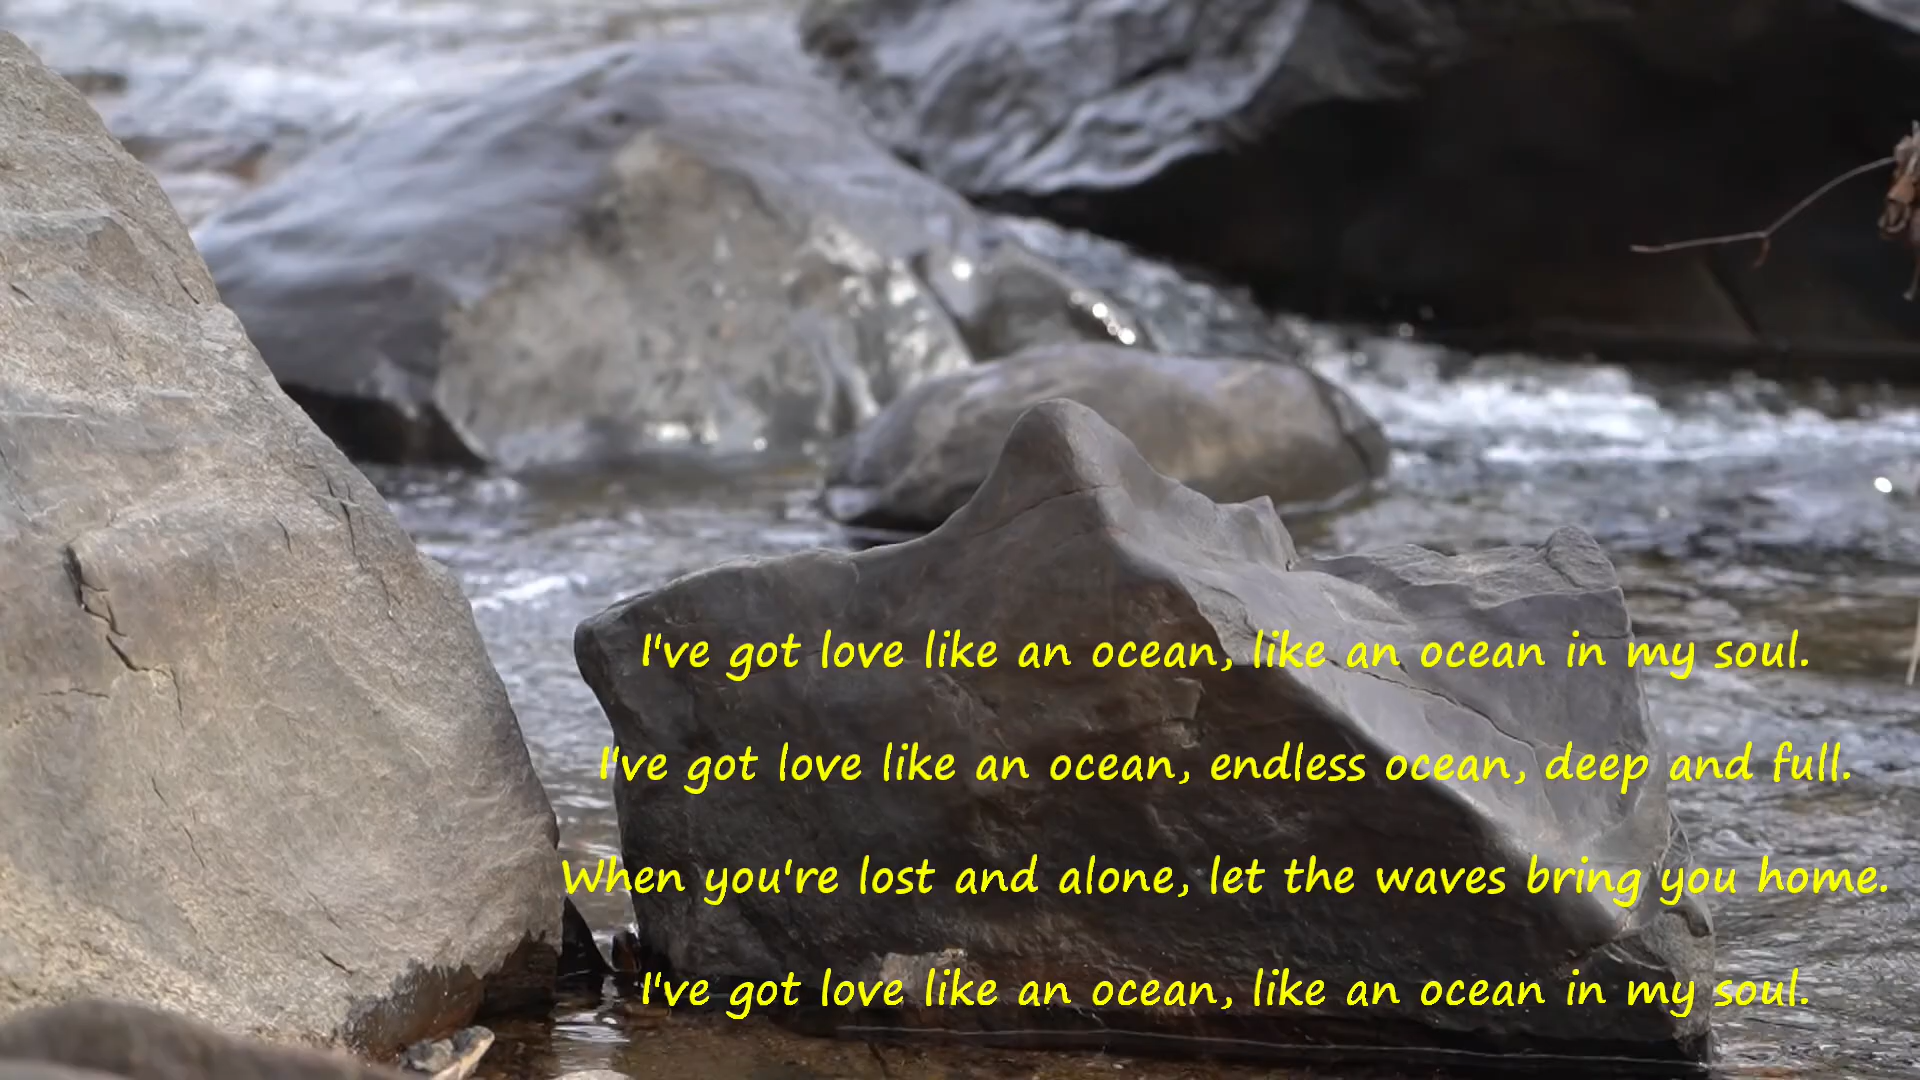 I've got love like an ocean, like an ocean in my soul.
I've got love like an ocean, endless ocean, deep and full.
When you're lost and alone, let the waves bring you home.
I've got love like an ocean, like an ocean in my soul.